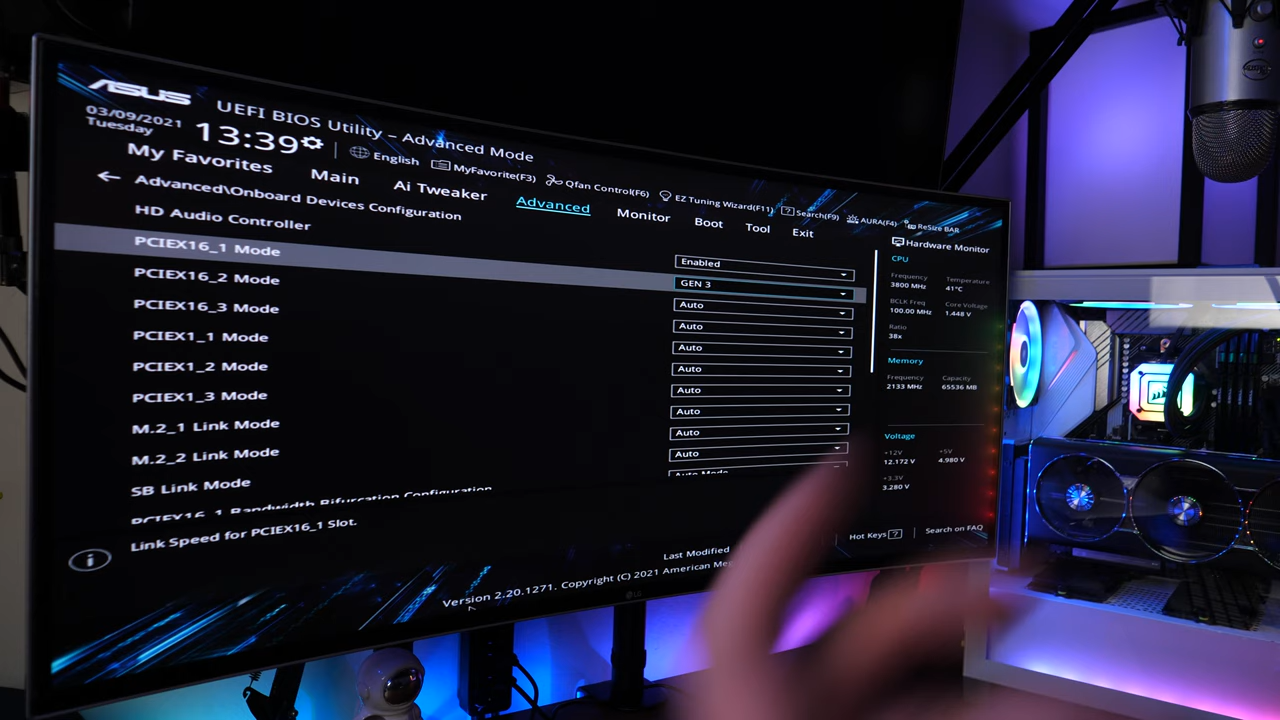 ASUS UEFI BIOS Utility – Advanced Mode
03/09/2021
Tuesday
13:39
English
MyFavorite(F3)
Qfan Control(F6)
EZ Tuning Wizard(F11)
? Search(F9)
AURA(F4)
ReSize BAR
My Favorites
Main
Ai Tweaker
Advanced
Monitor
Boot
Tool
Exit
Advanced\Onboard Devices Configuration
HD Audio Controller
Enabled
PCIEX16_1 Mode
GEN 3
PCIEX16_2 Mode
Auto
PCIEX16_3 Mode
Auto
PCIEX1_1 Mode
Auto
PCIEX1_2 Mode
Auto
PCIEX1_3 Mode
Auto
M.2_1 Link Mode
Auto
M.2_2 Link Mode
Auto
SB Link Mode
Auto
PCIEX16_1 Bandwidth Bifurcation Configuration
Auto Mode
i
Link Speed for PCIEX16_1 Slot.
Hardware Monitor
CPU
Frequency
3800 MHz
Temperature
41°C
BCLK Freq
100.00 MHz
Core Voltage
1.448 V
Ratio
38x
Memory
Frequency
2133 MHz
Capacity
65536 MB
Voltage
+12V
12.172 V
+5V
4.980 V
+3.3V
3.280 V
Last Modified
Hot Keys ?
Search on FAQ
Version 2.20.1271. Copyright (C) 2021 American
LG